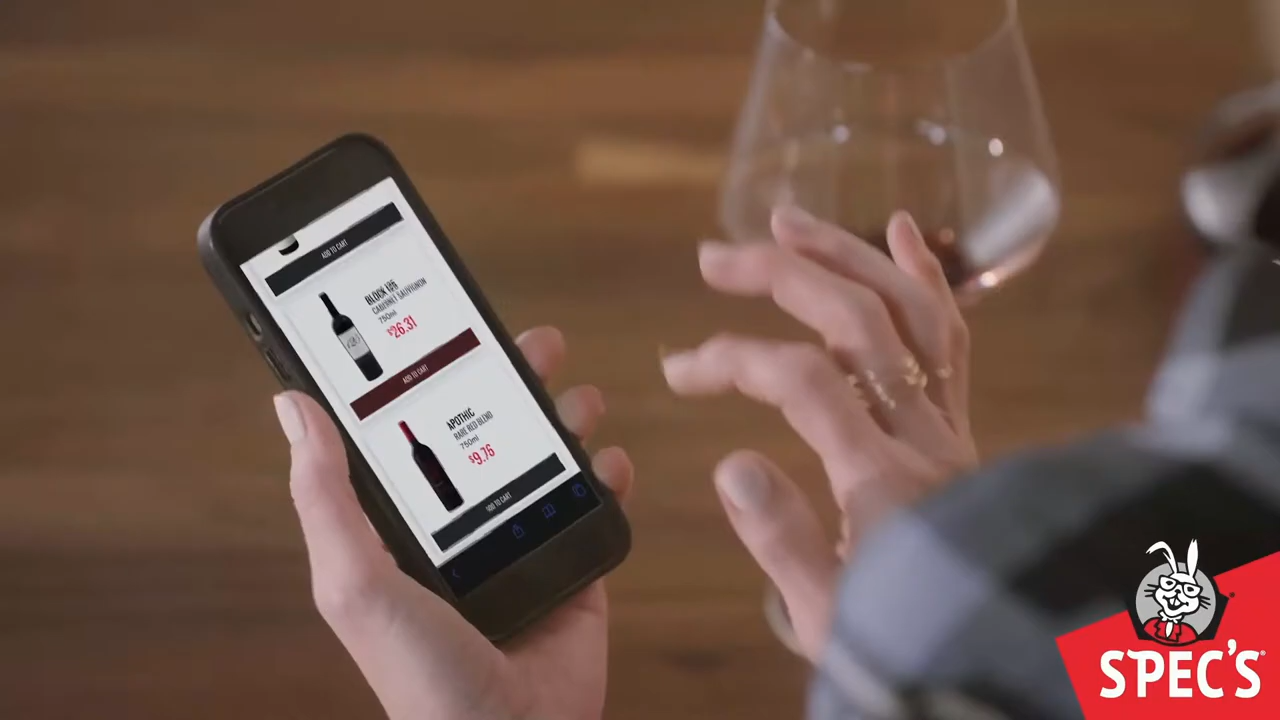 ADD TO CART
BLOCK
CABERNET SAUVIGNON
750ml
$26.31
ADD TO CART
APOTHIC
RARE RED BLEND
750ml
$9.76
ADD TO CART
SPEC'S